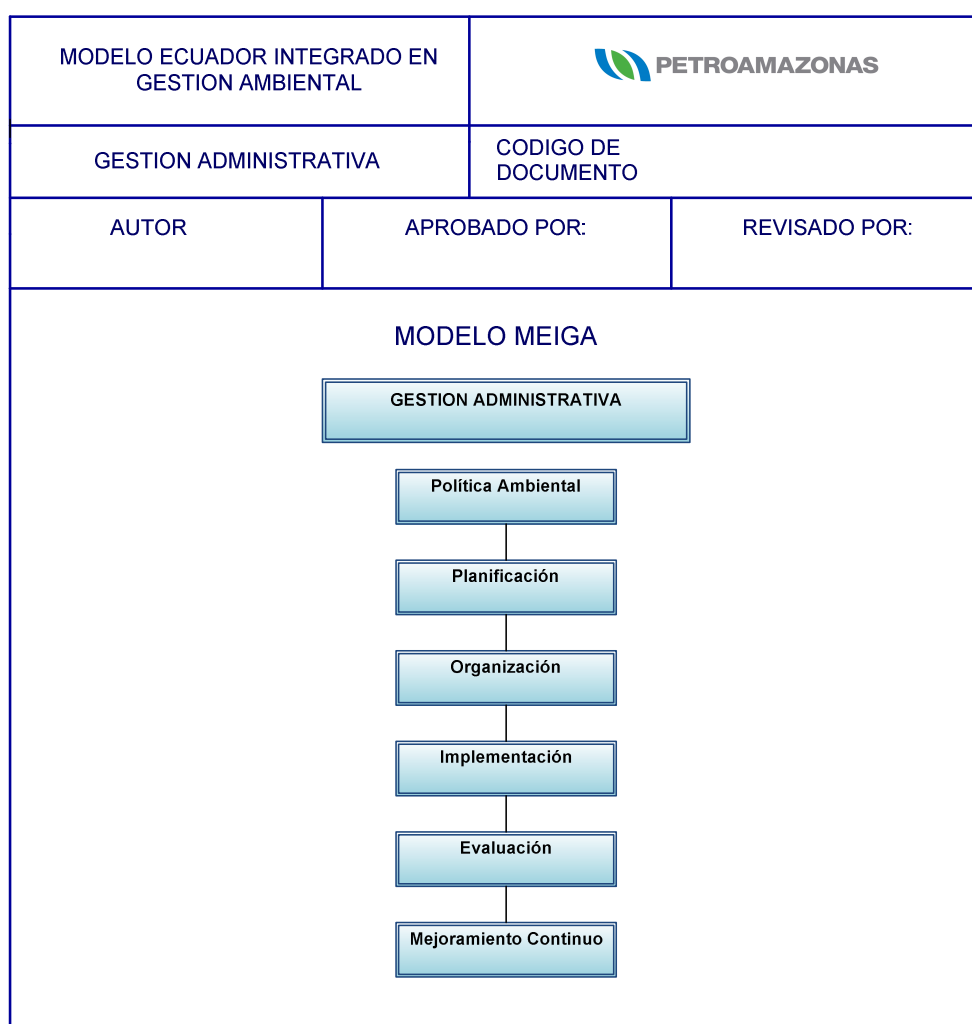 MODELO ECUADOR INTEGRADO EN
GESTION AMBIENTAL
PETROAMAZONAS
GESTION ADMINISTRATIVA
CODIGO DE
DOCUMENTO
AUTOR
APROBADO POR:
REVISADO POR:
MODELO MEIGA
GESTION ADMINISTRATIVA
Política Ambiental
Planificación
Organización
Implementación
Evaluación
Mejoramiento Continuo